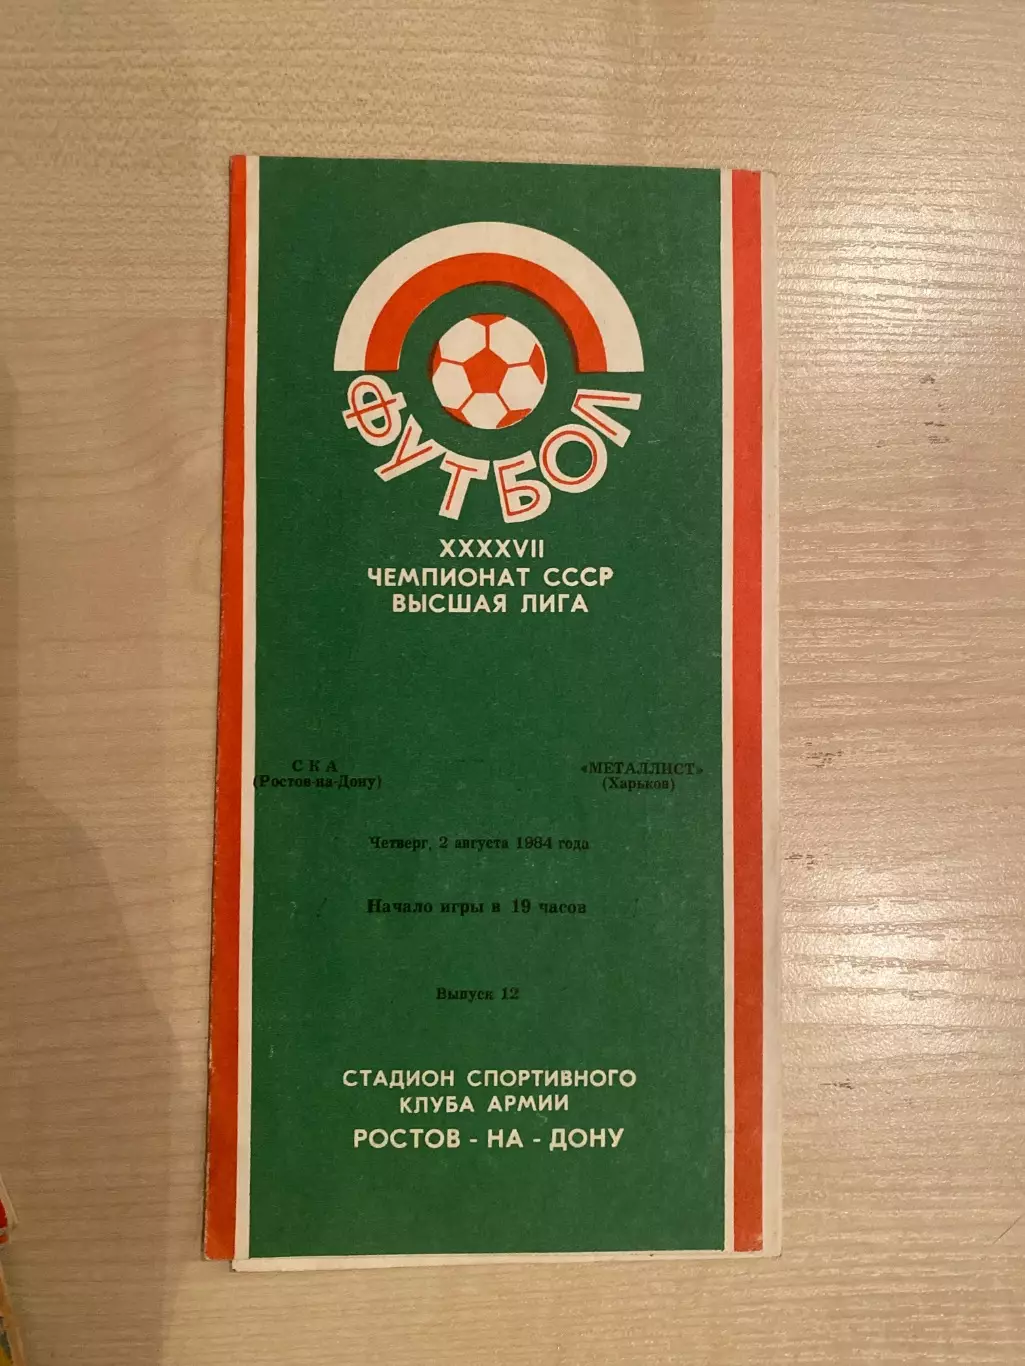 ФУТБОЛ
XXXXVII
ЧЕМПИОНАТ СССР
ВЫСШАЯ ЛИГА
СКА «МЕТАЛЛИСТ»
(Ростов-на-Дону) (Харьков)
Четверг, 2 августа 1984 года
Начало игры в 19 часов
Выпуск 12
СТАДИОН СПОРТИВНОГО
КЛУБА АРМИИ
РОСТОВ - НА - ДОНУ